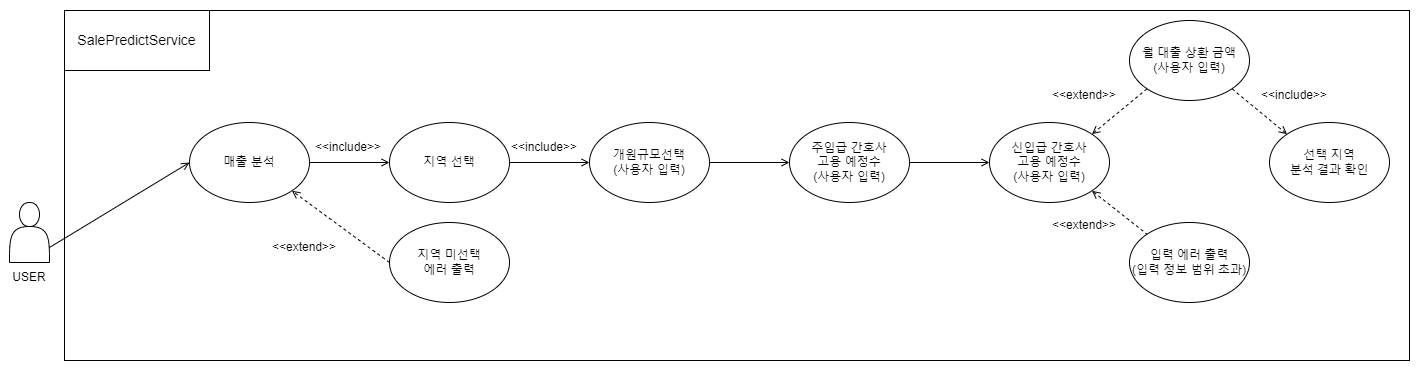 SalePredictService
USER
매출 분석
<<include>>
지역 선택
<<include>>
개원규모선택
(사용자 입력)
주임급 간호사
고용 예정수
(사용자 입력)
신입급 간호사
고용 예정수
(사용자 입력)
<<extend>>
월 대출 상환 금액
(사용자 입력)
<<include>>
선택 지역
분석 결과 확인
<<extend>>
지역 미선택
에러 출력
<<extend>>
입력 에러 출력
(입력 정보 범위 초과)